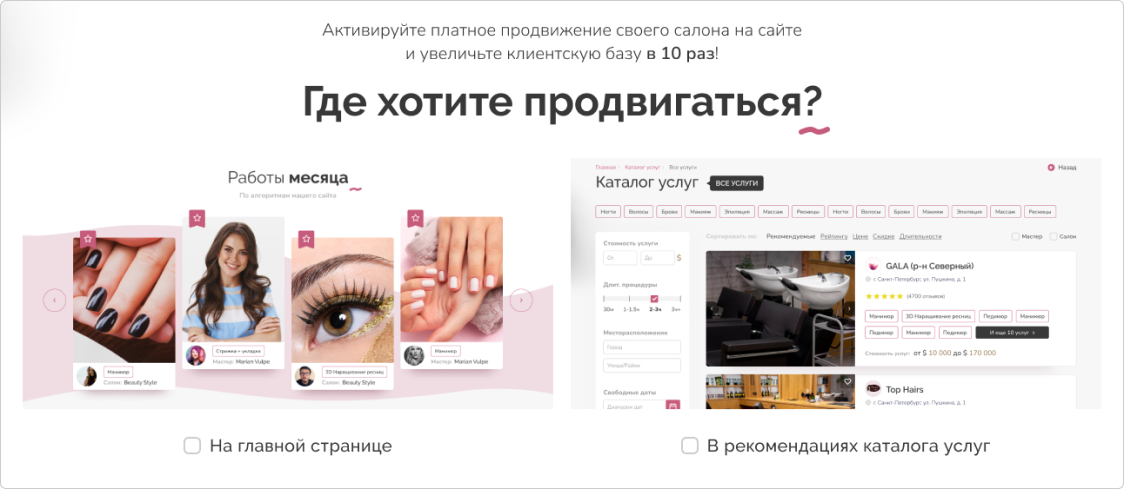 Активируйте платное продвижение своего салона на сайте
и увеличьте клиентскую базу в 10 раз!
Где хотите продвигаться?
Работы месяца
По алгоритмам нашего сайта
Маникюр
Салон: Beauty Style
Стрижка + укладка
Мастер: Marian Vulpe
3D Наращивание ресниц
Салон: Beauty Style
Маникюр
Мастер: Marian Vulpe
Главная Каталог услуг Все услуги
Назад
Каталог услуг ВСЕ УСЛУГИ
Ногти Волосы Брови Макияж Эпиляция Массаж Ресницы Ногти Волосы Брови Макияж Эпиляция Массаж Ресницы
Сортировать по: Рекомендуемые Рейтингу Цене Скидке Длительности Мастер Салон
Стоимость услуги
От До $
Длит. процедуры
30м 1-1.5ч 2-3ч 3ч+
Месторасположение
Город
Улица/Район
Свободные даты
Диапазон дат
GALA (р-н Северный)
г. Санкт-Петербург ул. Пушкина, д. 1
(4700 отзывов)
Маникюр 3D Наращивание ресниц Педикюр Маникюр
Педикюр Маникюр Педикюр И еще 10 услуг
Стоимость услуг: от $ 10 000 до $ 170 000
Top Hairs
г. Санкт-Петербург ул. Пушкина, д. 1
На главной странице
В рекомендациях каталога услуг